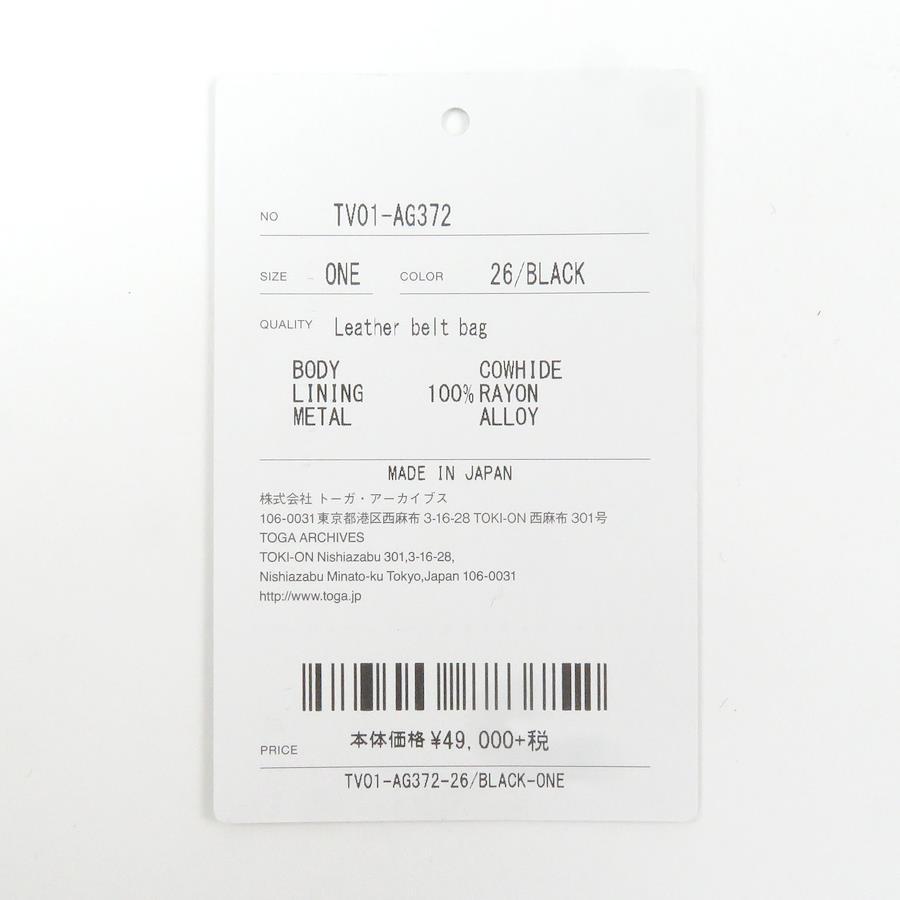 NO TV01-AG372
SIZE ONE COLOR 26/BLACK
QUALITY Leather belt bag
BODY COWHIDE
LINING 100% RAYON
METAL ALLOY
MADE IN JAPAN
株式会社 トーガ・アーカイブス
106-0031 東京都港区西麻布 3-16-28 TOKI-ON 西麻布 301号
TOGA ARCHIVES
TOKI-ON Nishiazabu 301,3-16-28,
Nishiazabu Minato-ku Tokyo,Japan 106-0031
http://www.toga.jp
PRICE 本体価格 ¥49,000+税
TV01-AG372-26/BLACK-ONE